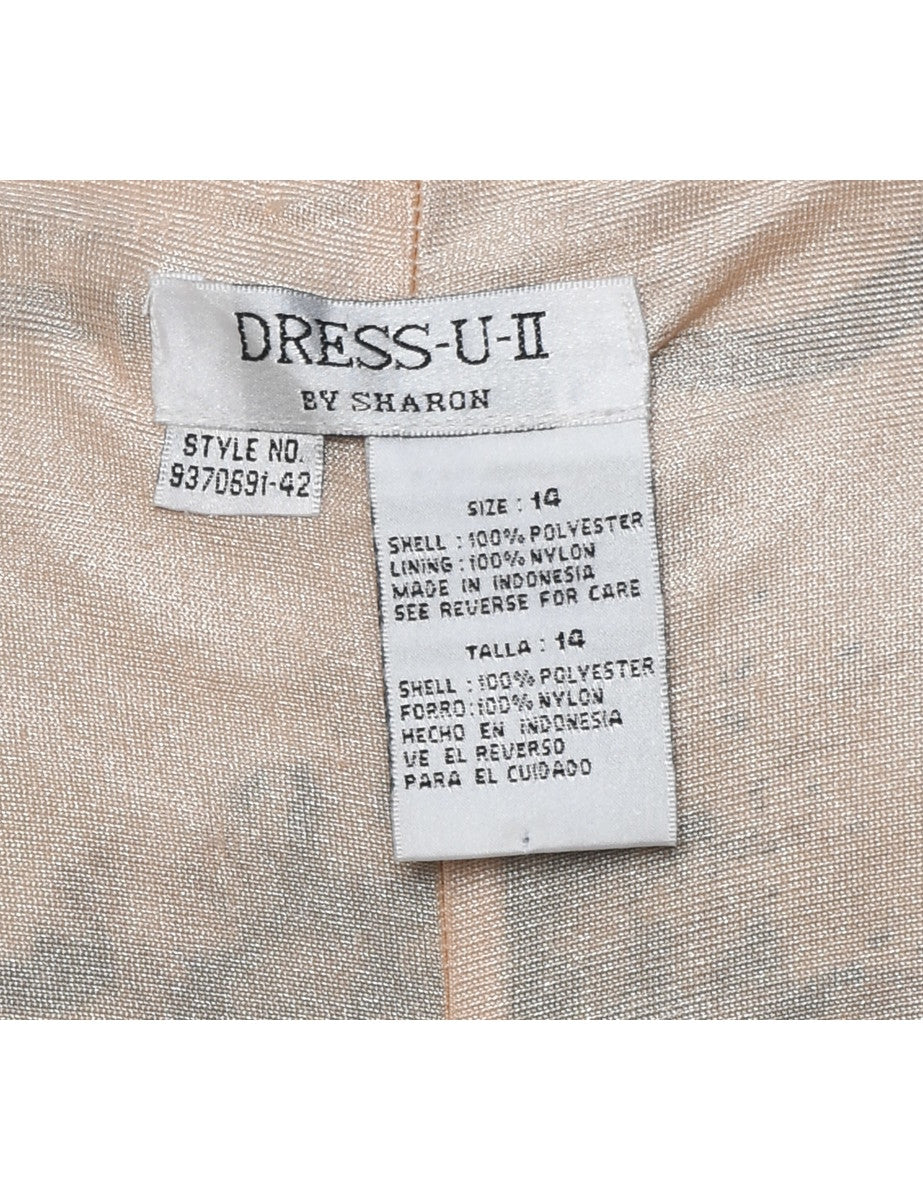 DRESS-U-II
BY SHARON
STYLE NO.
9370691-42
SIZE : 14
SHELL : 100% POLYESTER
LINING : 100% NYLON
MADE IN INDONESIA
SEE REVERSE FOR CARE
TALLA : 14
SHELL : 100% POLYESTER
FORRO : 100% NYLON
HECHO EN INDONESIA
VE EL REVERSO
PARA EL CUIDADO